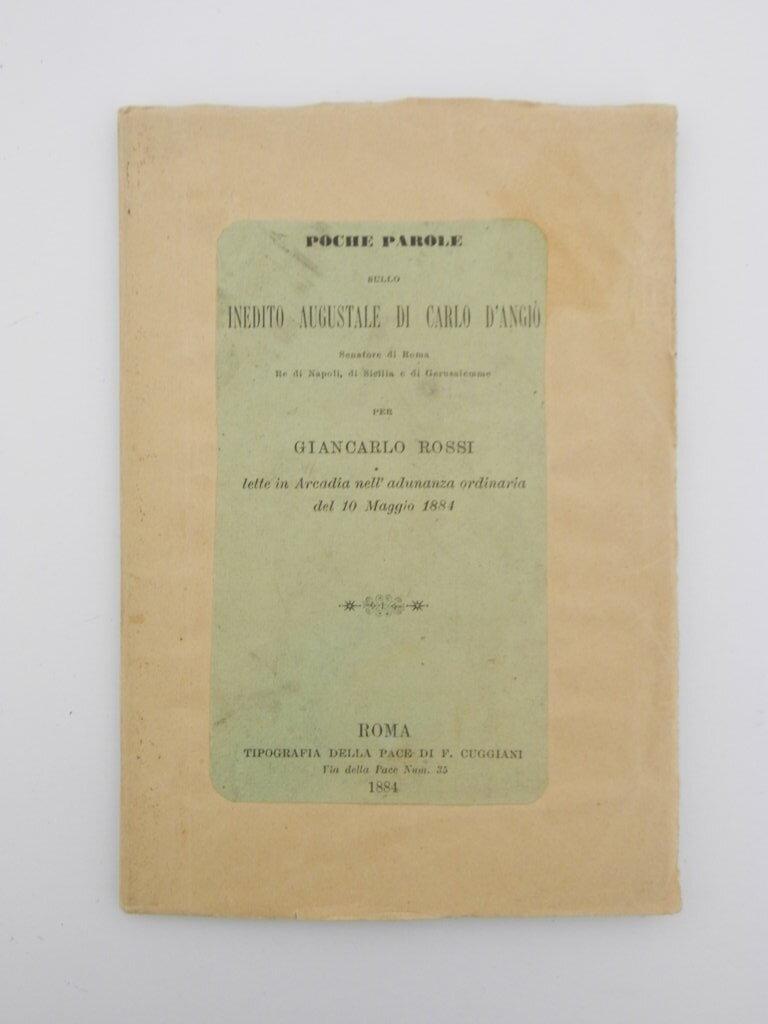 POCHE PAROLE
SULLO
INEDITO AUGUSTALE DI CARLO D'ANGIÒ
Senatore di Roma
Re di Napoli, di Sicilia e di Gerusalemme
PER
GIANCARLO ROSSI
lette in Arcadia nell' adunanza ordinaria
del 10 Maggio 1884
ROMA
TIPOGRAFIA DELLA PACE DI F. CUGGIANI
Via della Pace Num. 35
1884